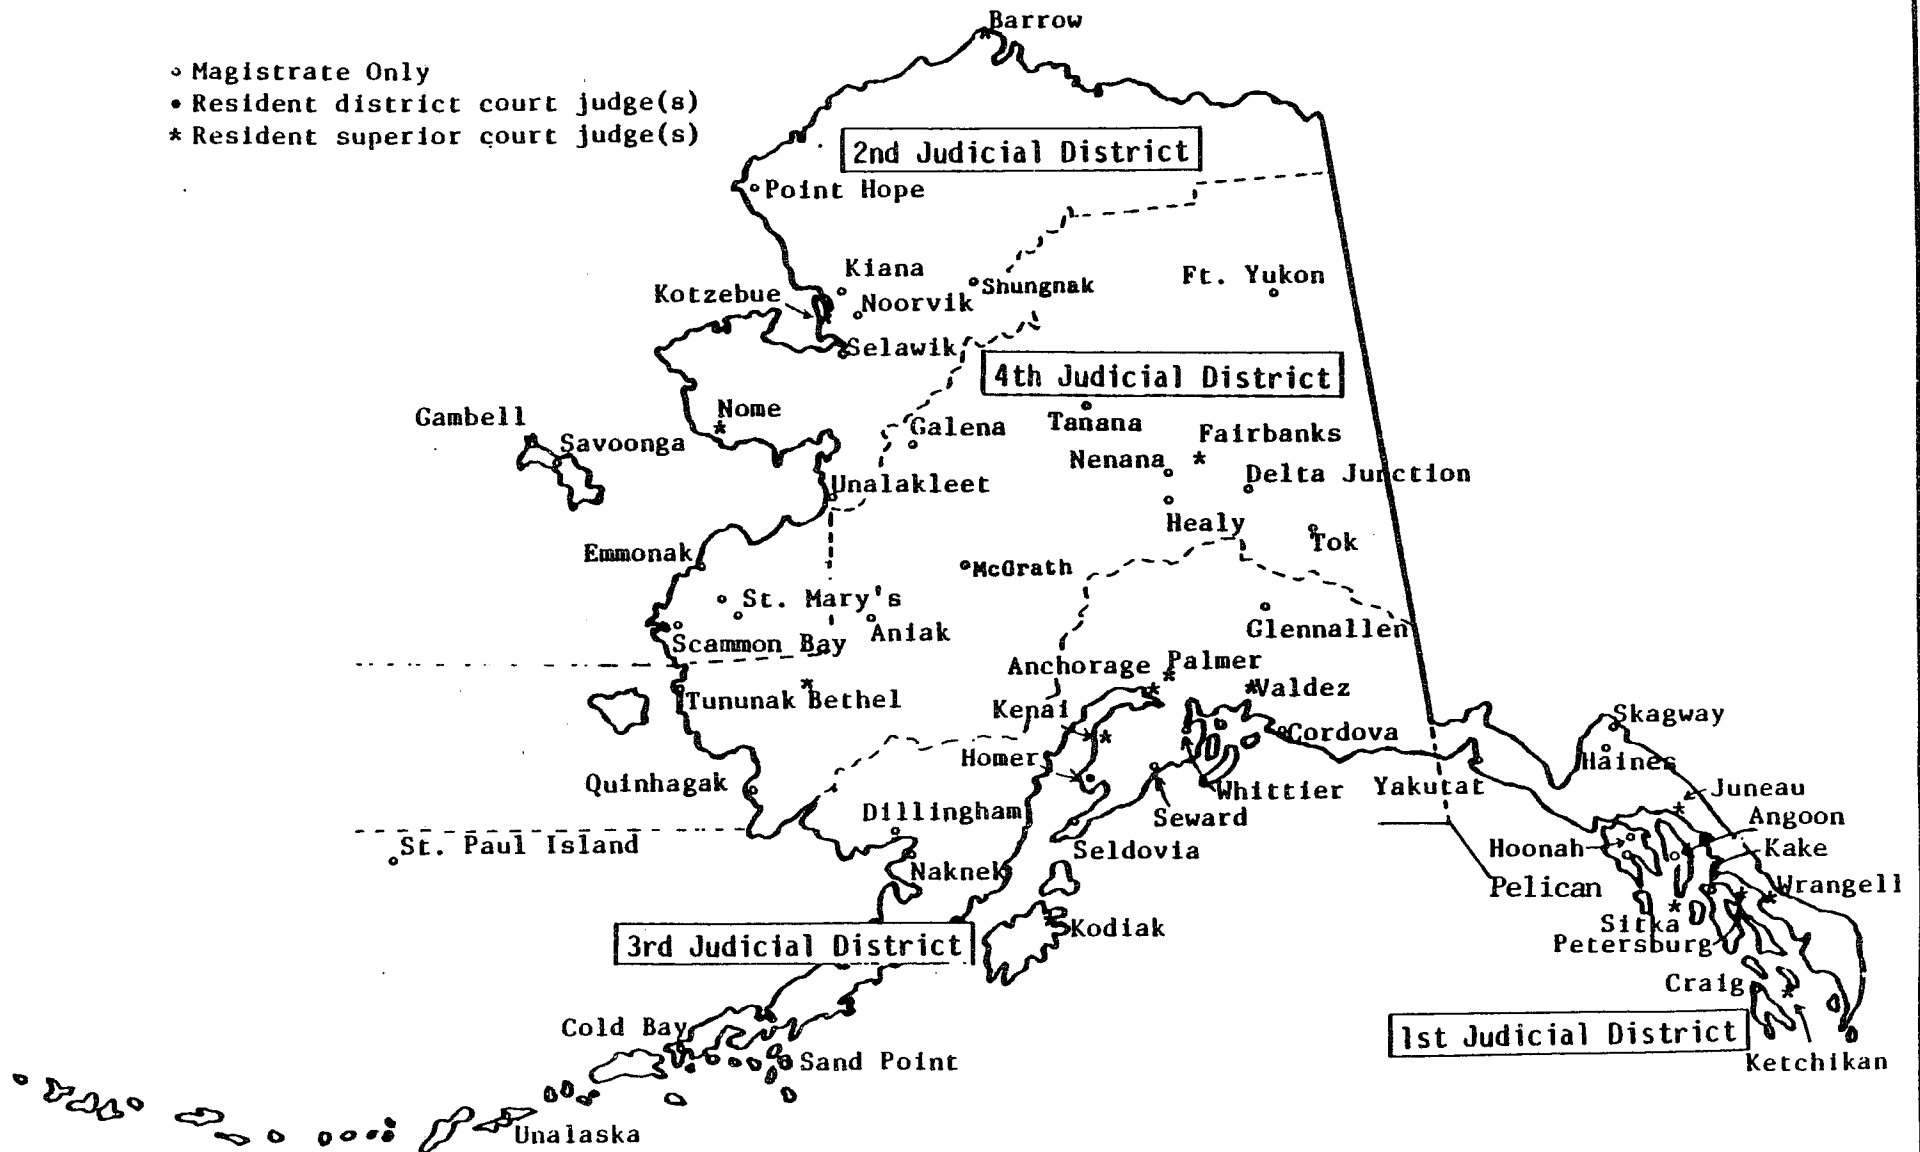 Barrow
° Magistrate Only
• Resident district court judge(s)
* Resident superior court judge(s)
2nd Judicial District
Point Hope
Kiana
Shungnak
Ft. Yukon
Kotzebue
Noorvik
Selawik
4th Judicial District
Nome
Gambell
Galena
Tanana
Fairbanks
Savoonga
Nenana
Delta Junction
Unalakleet
Healy
Tok
Emmonak
McGrath
St. Mary's
Glennallen
Aniak
Scammon Bay
Anchorage
Palmer
Tununak
Bethel
Valdez
Kenai
Skagway
Cordova
Homer
Haines
Quinhagak
Whittier
Yakutat
Juneau
Dillingham
Seward
Angoon
St. Paul Island
Seldovia
Hoonah
Kake
Naknek
Pelican
Wrangell
Kodiak
Sitka
3rd Judicial District
Petersburg
Craig
Cold Bay
1st Judicial District
Sand Point
Ketchikan
Unalaska